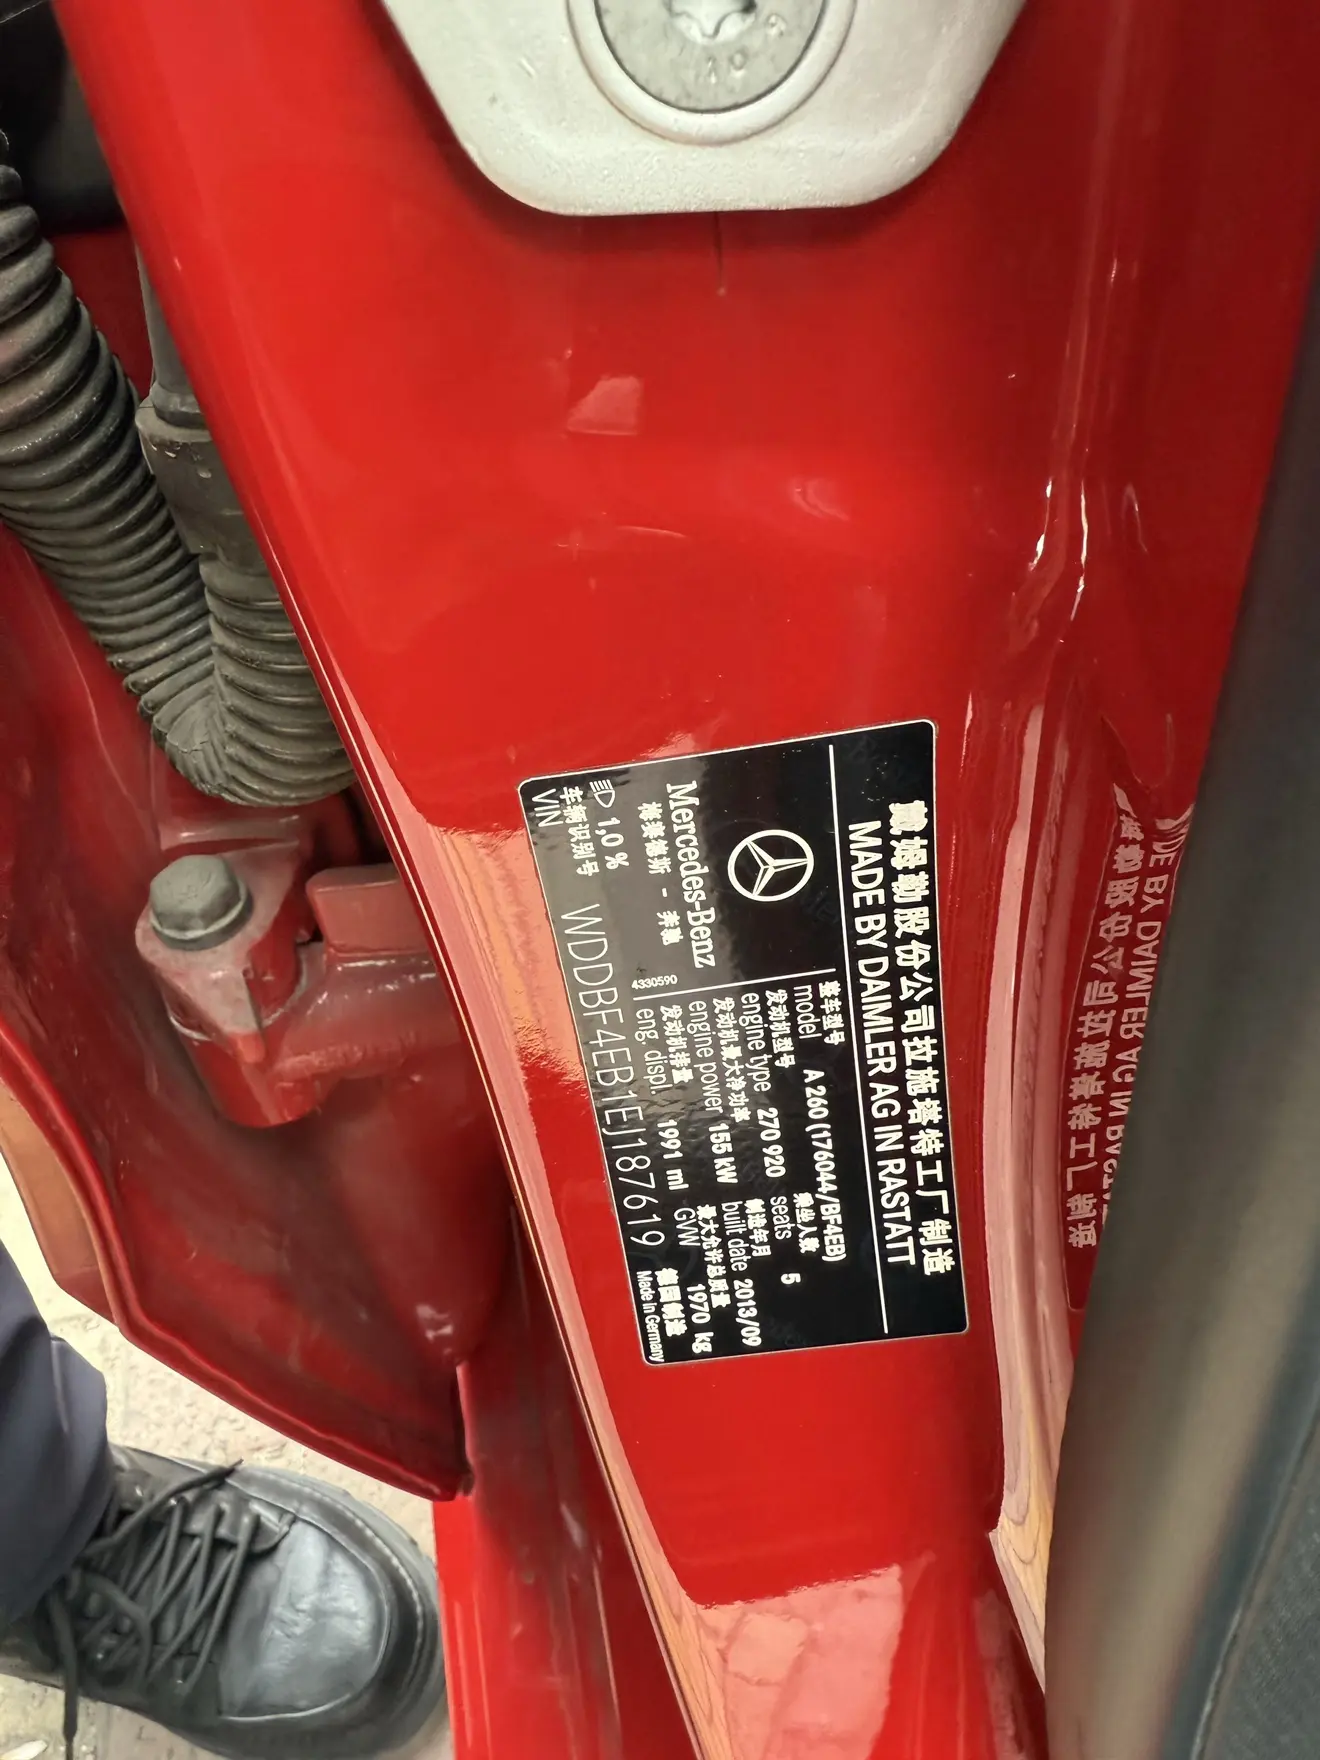 戴姆勒股份公司拉施塔特工厂制造
MADE BY DAIMLER AG IN RASTATT
Mercedes-Benz
梅赛德斯 - 奔驰
整车型号
model A 260 (176044/BF4EB)
发动机型号 乘坐人数
engine type 270 920 seats 5
发动机最大净功率 制造年月
engine power 155 kW built date 2013/09
发动机排量 最大允许总质量
eng. displ. 1991 ml GVW 1970 kg
4330590
1,0 %
德国制造
Made in Germany
车辆识别号
VIN WDDBF4EB1EJ187619